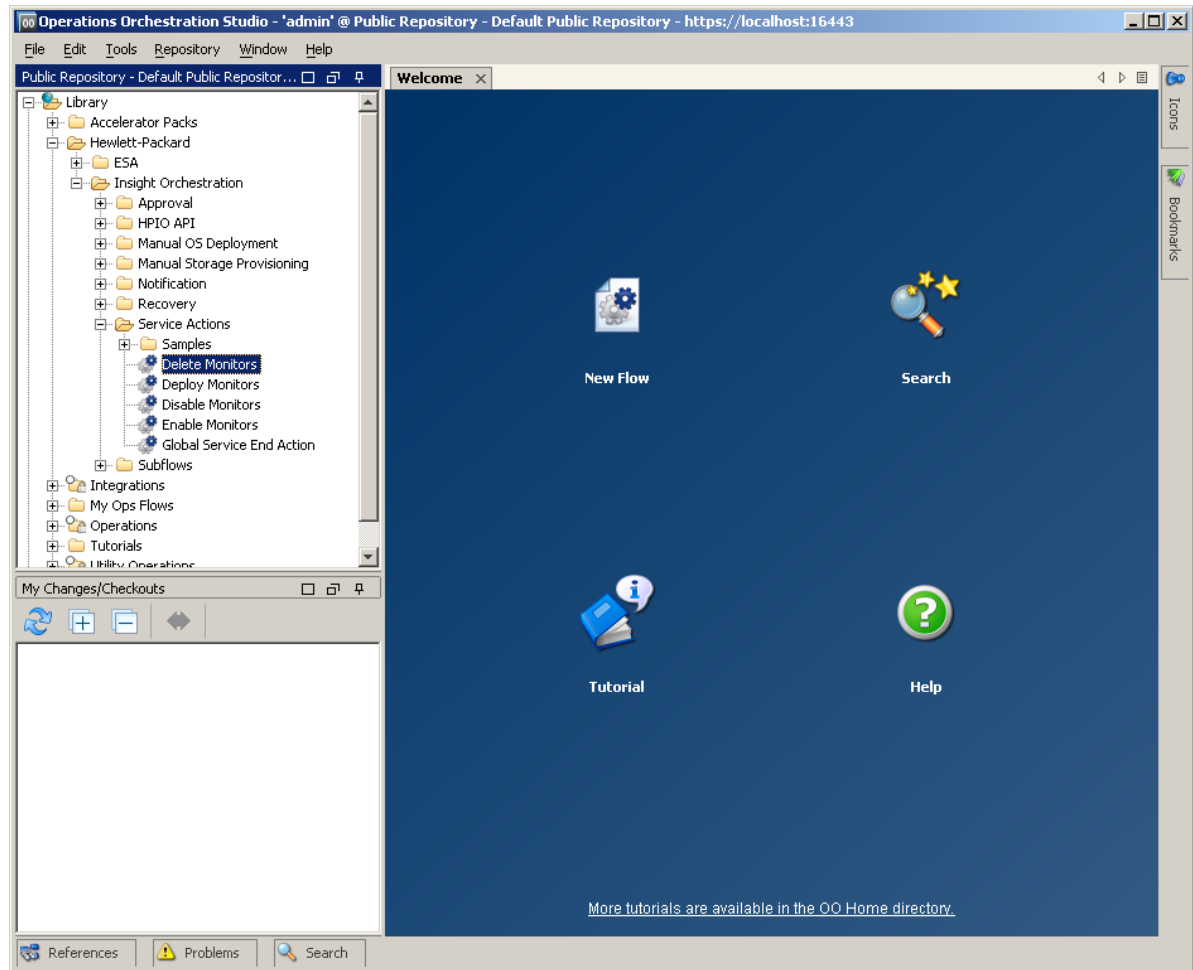 Operations Orchestration Studio - 'admin' @ Public Repository - Default Public Repository - https://localhost:16443
File Edit Tools Repository Window Help
Public Repository - Default Public Repositor...
Welcome
Library
Accelerator Packs
Hewlett-Packard
ESA
Insight Orchestration
Approval
HPIO API
Manual OS Deployment
Manual Storage Provisioning
Notification
Recovery
Service Actions
Samples
Delete Monitors
Deploy Monitors
Disable Monitors
Enable Monitors
Global Service End Action
Subflows
Integrations
My Ops Flows
Operations
Tutorials
Utility Operations
My Changes/Checkouts
New Flow
Search
Tutorial
Help
More tutorials are available in the OO Home directory.
Icons
Bookmarks
References
Problems
Search